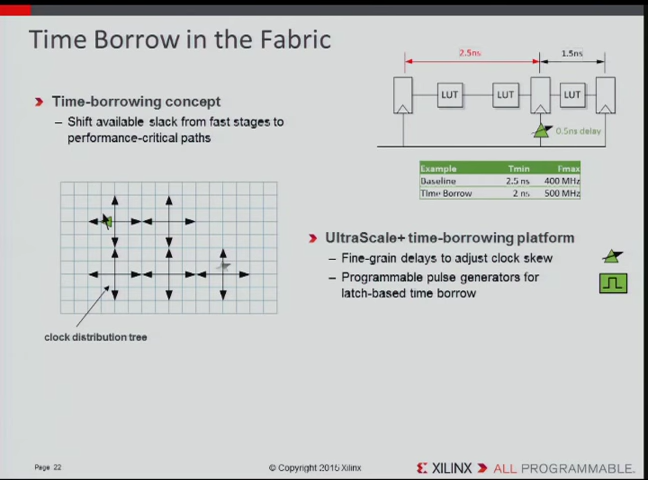 Time Borrow in the Fabric
Time-borrowing concept
– Shift available slack from fast stages to
performance-critical paths
2.5ns
1.5ns
LUT
LUT
LUT
0.5ns delay
Example Tmin Fmax
Baseline 2.5 ns 400 MHz
Time Borrow 2 ns 500 MHz
UltraScale+ time-borrowing platform
– Fine-grain delays to adjust clock skew
– Programmable pulse generators for
latch-based time borrow
clock distribution tree
Page 22
© Copyright 2015 Xilinx
XILINX
ALL PROGRAMMABLE.